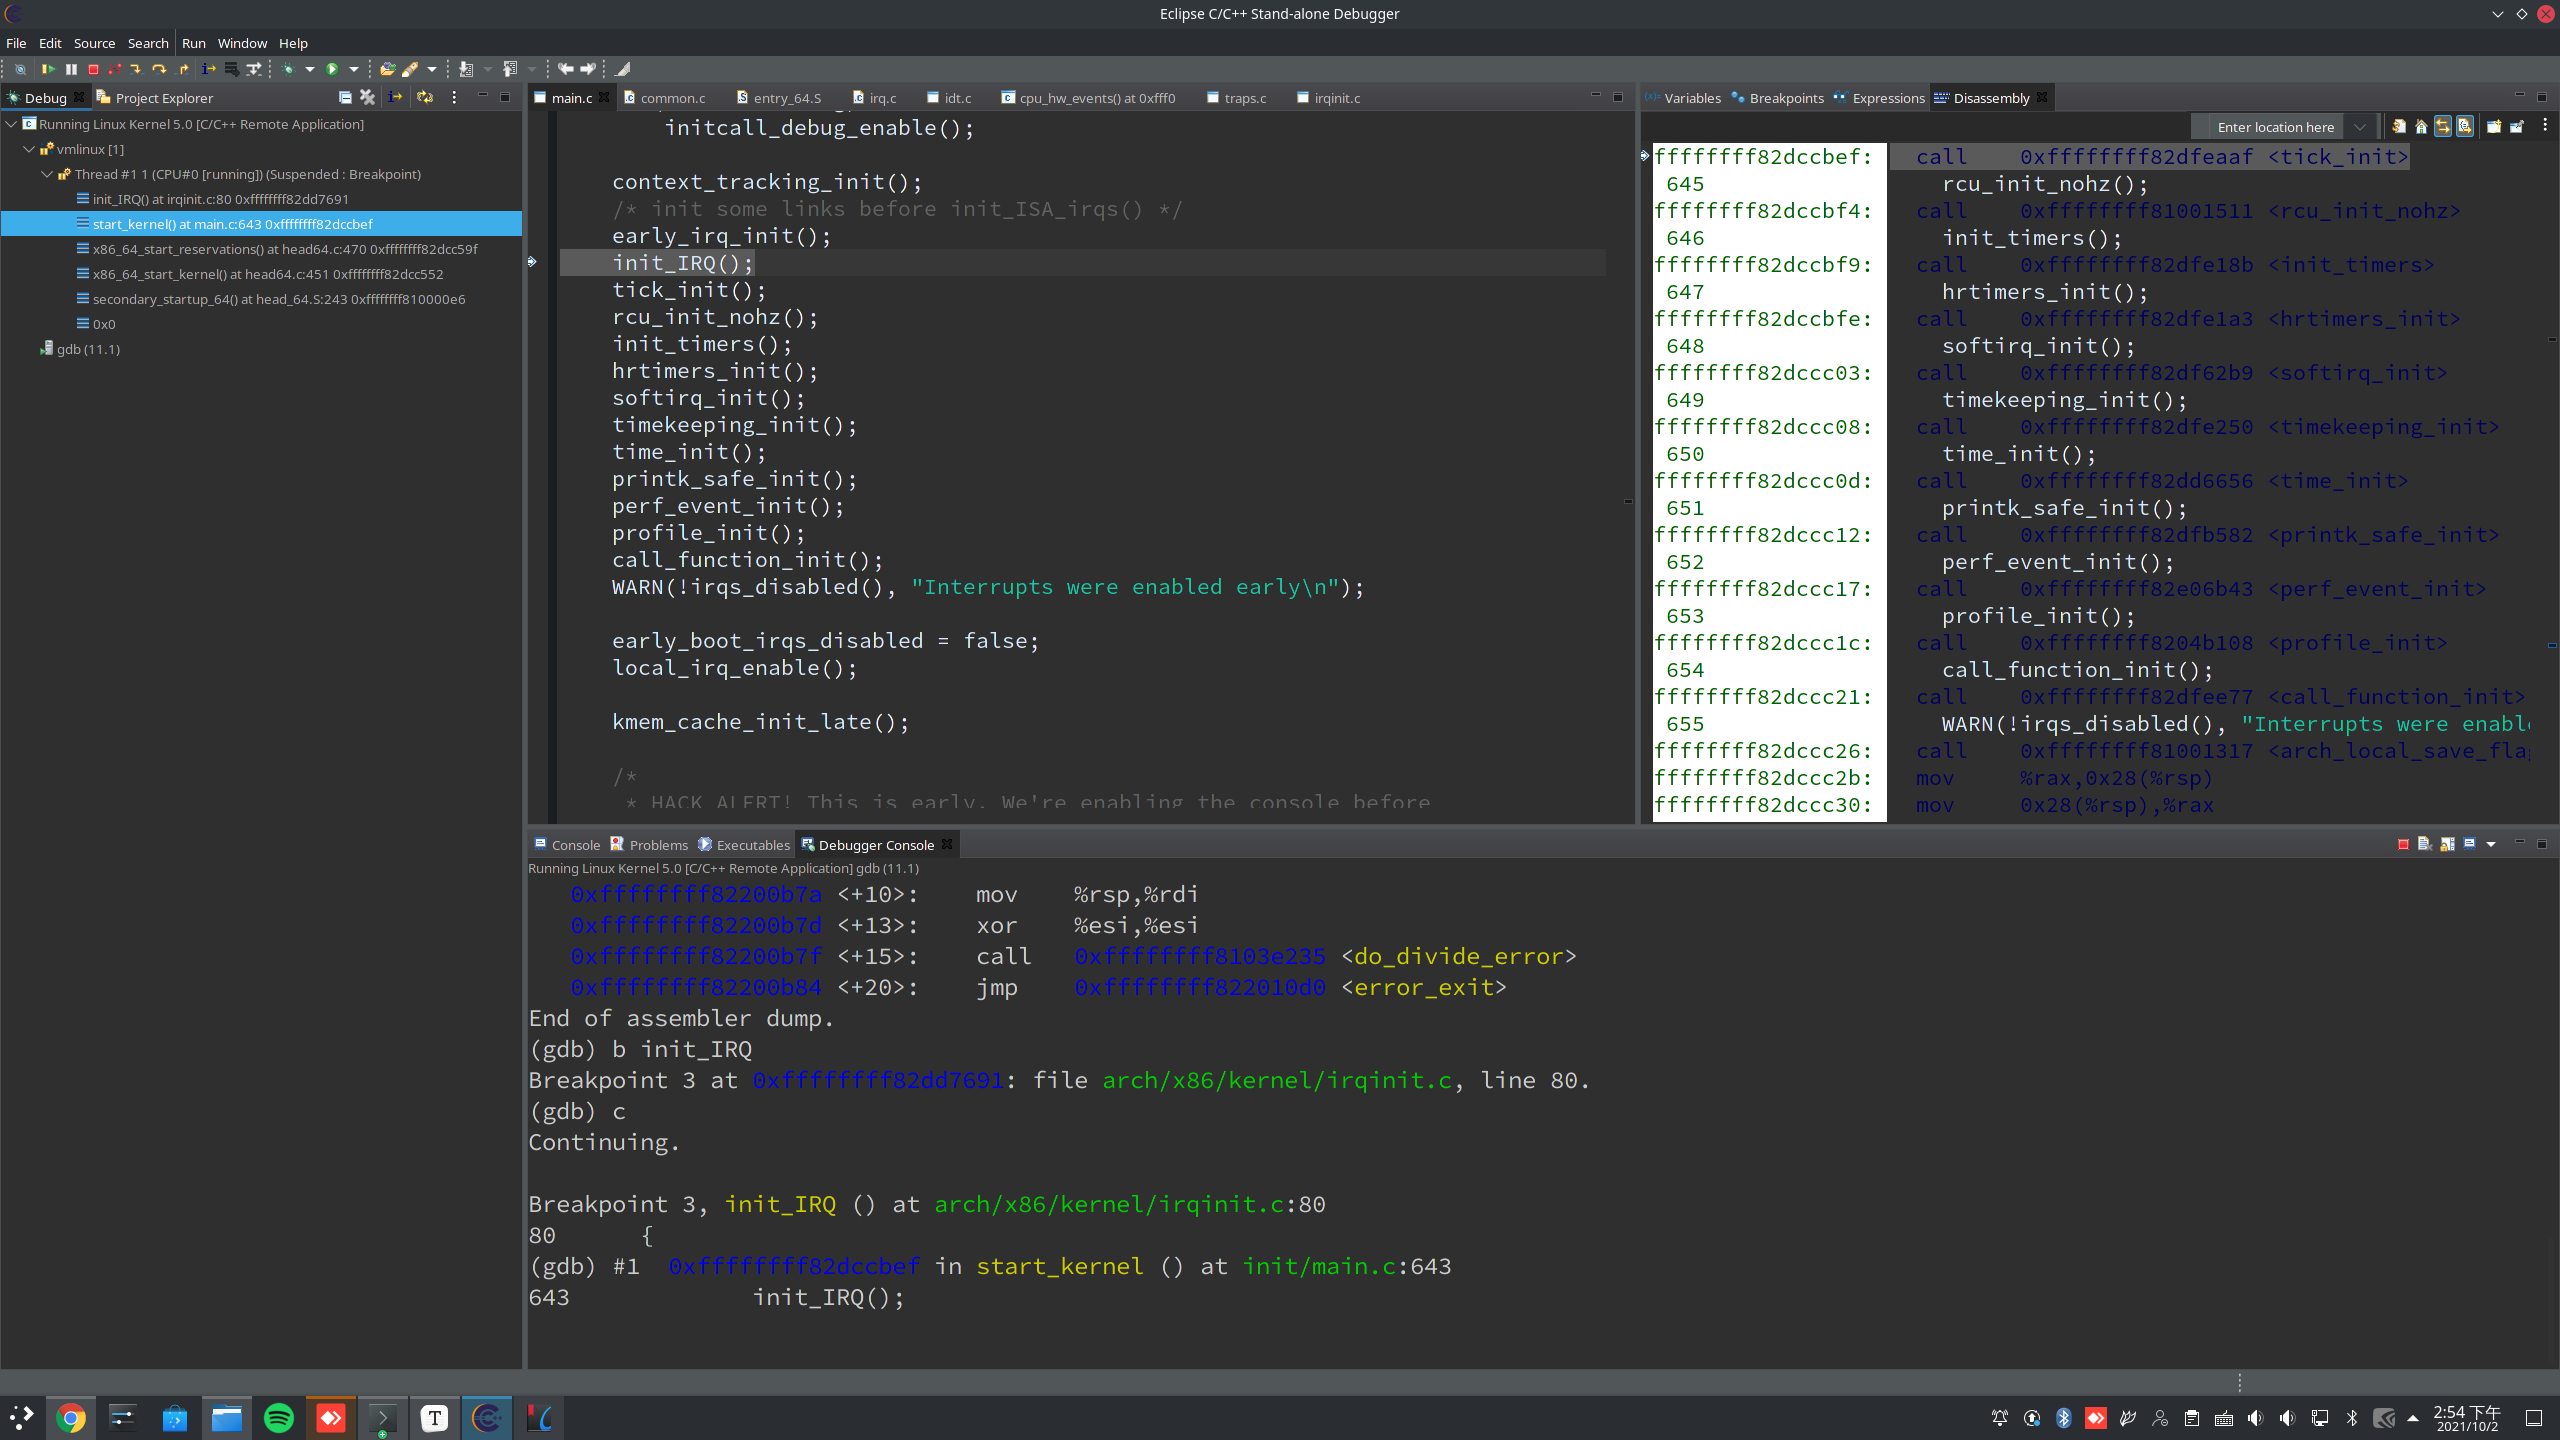 Eclipse C/C++ Stand-alone Debugger
File Edit Source Search Run Window Help
Debug Project Explorer
Running Linux Kernel 5.0 [C/C++ Remote Application]
vmlinux [1]
Thread #1 1 (CPU#0 [running]) (Suspended : Breakpoint)
init_IRQ() at irqinit.c:80 0xffffffff82dd7691
start_kernel() at main.c:643 0xffffffff82dccbef
x86_64_start_reservations() at head64.c:470 0xffffffff82dcc59f
x86_64_start_kernel() at head64.c:451 0xffffffff82dcc552
secondary_startup_64() at head_64.S:243 0xffffffff810000e6
0x0
gdb (11.1)
main.c common.c entry_64.S irq.c idt.c cpu_hw_events() at 0xfff0 traps.c irqinit.c
initcall_debug_enable();
context_tracking_init();
/* init some links before init_ISA_irqs() */
early_irq_init();
init_IRQ();
tick_init();
rcu_init_nohz();
init_timers();
hrtimers_init();
softirq_init();
timekeeping_init();
time_init();
printk_safe_init();
perf_event_init();
profile_init();
call_function_init();
WARN(!irqs_disabled(), "Interrupts were enabled early\n");
early_boot_irqs_disabled = false;
local_irq_enable();
kmem_cache_init_late();
/*
* HACK ALERT! This is early. We're enabling the console before
Variables Breakpoints Expressions Disassembly
Enter location here
ffffffff82dccbef: call 0xffffffff82dfeaaf <tick_init>
645 rcu_init_nohz();
ffffffff82dccbf4: call 0xffffffff81001511 <rcu_init_nohz>
646 init_timers();
ffffffff82dccbf9: call 0xffffffff82dfe18b <init_timers>
647 hrtimers_init();
ffffffff82dccbfe: call 0xffffffff82dfe1a3 <hrtimers_init>
648 softirq_init();
ffffffff82dccc03: call 0xffffffff82df62b9 <softirq_init>
649 timekeeping_init();
ffffffff82dccc08: call 0xffffffff82dfe250 <timekeeping_init>
650 time_init();
ffffffff82dccc0d: call 0xffffffff82dd6656 <time_init>
651 printk_safe_init();
ffffffff82dccc12: call 0xffffffff82dfb582 <printk_safe_init>
652 perf_event_init();
ffffffff82dccc17: call 0xffffffff82e06b43 <perf_event_init>
653 profile_init();
ffffffff82dccc1c: call 0xffffffff8204b108 <profile_init>
654 call_function_init();
ffffffff82dccc21: call 0xffffffff82dfee77 <call_function_init>
655 WARN(!irqs_disabled(), "Interrupts were enabl
ffffffff82dccc26: call 0xffffffff81001317 <arch_local_save_fla
ffffffff82dccc2b: mov %rax,0x28(%rsp)
ffffffff82dccc30: mov 0x28(%rsp),%rax
Console Problems Executables Debugger Console
Running Linux Kernel 5.0 [C/C++ Remote Application] gdb (11.1)
0xffffffff82200b7a <+10>: mov %rsp,%rdi
0xffffffff82200b7d <+13>: xor %esi,%esi
0xffffffff82200b7f <+15>: call 0xffffffff8103e235 <do_divide_error>
0xffffffff82200b84 <+20>: jmp 0xffffffff822010d0 <error_exit>
End of assembler dump.
(gdb) b init_IRQ
Breakpoint 3 at 0xffffffff82dd7691: file arch/x86/kernel/irqinit.c, line 80.
(gdb) c
Continuing.
Breakpoint 3, init_IRQ () at arch/x86/kernel/irqinit.c:80
80 {
(gdb) #1 0xffffffff82dccbef in start_kernel () at init/main.c:643
643 init_IRQ();
2:54 下午
2021/10/2